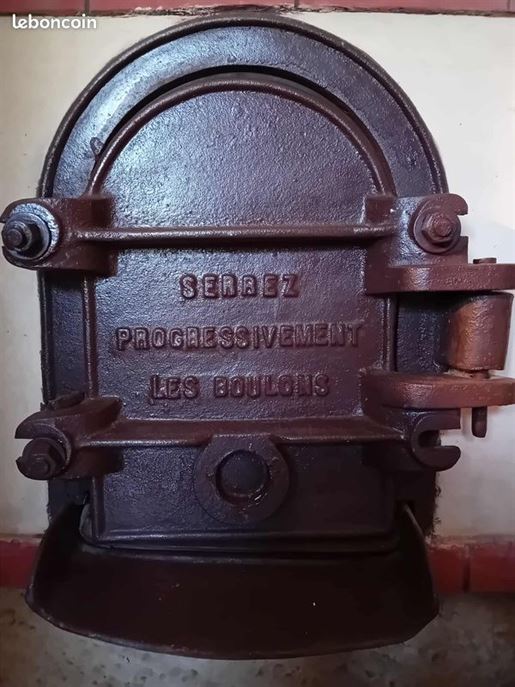 leboncoin
SERREZ
PROGRESSIVEMENT
LES BOULONS